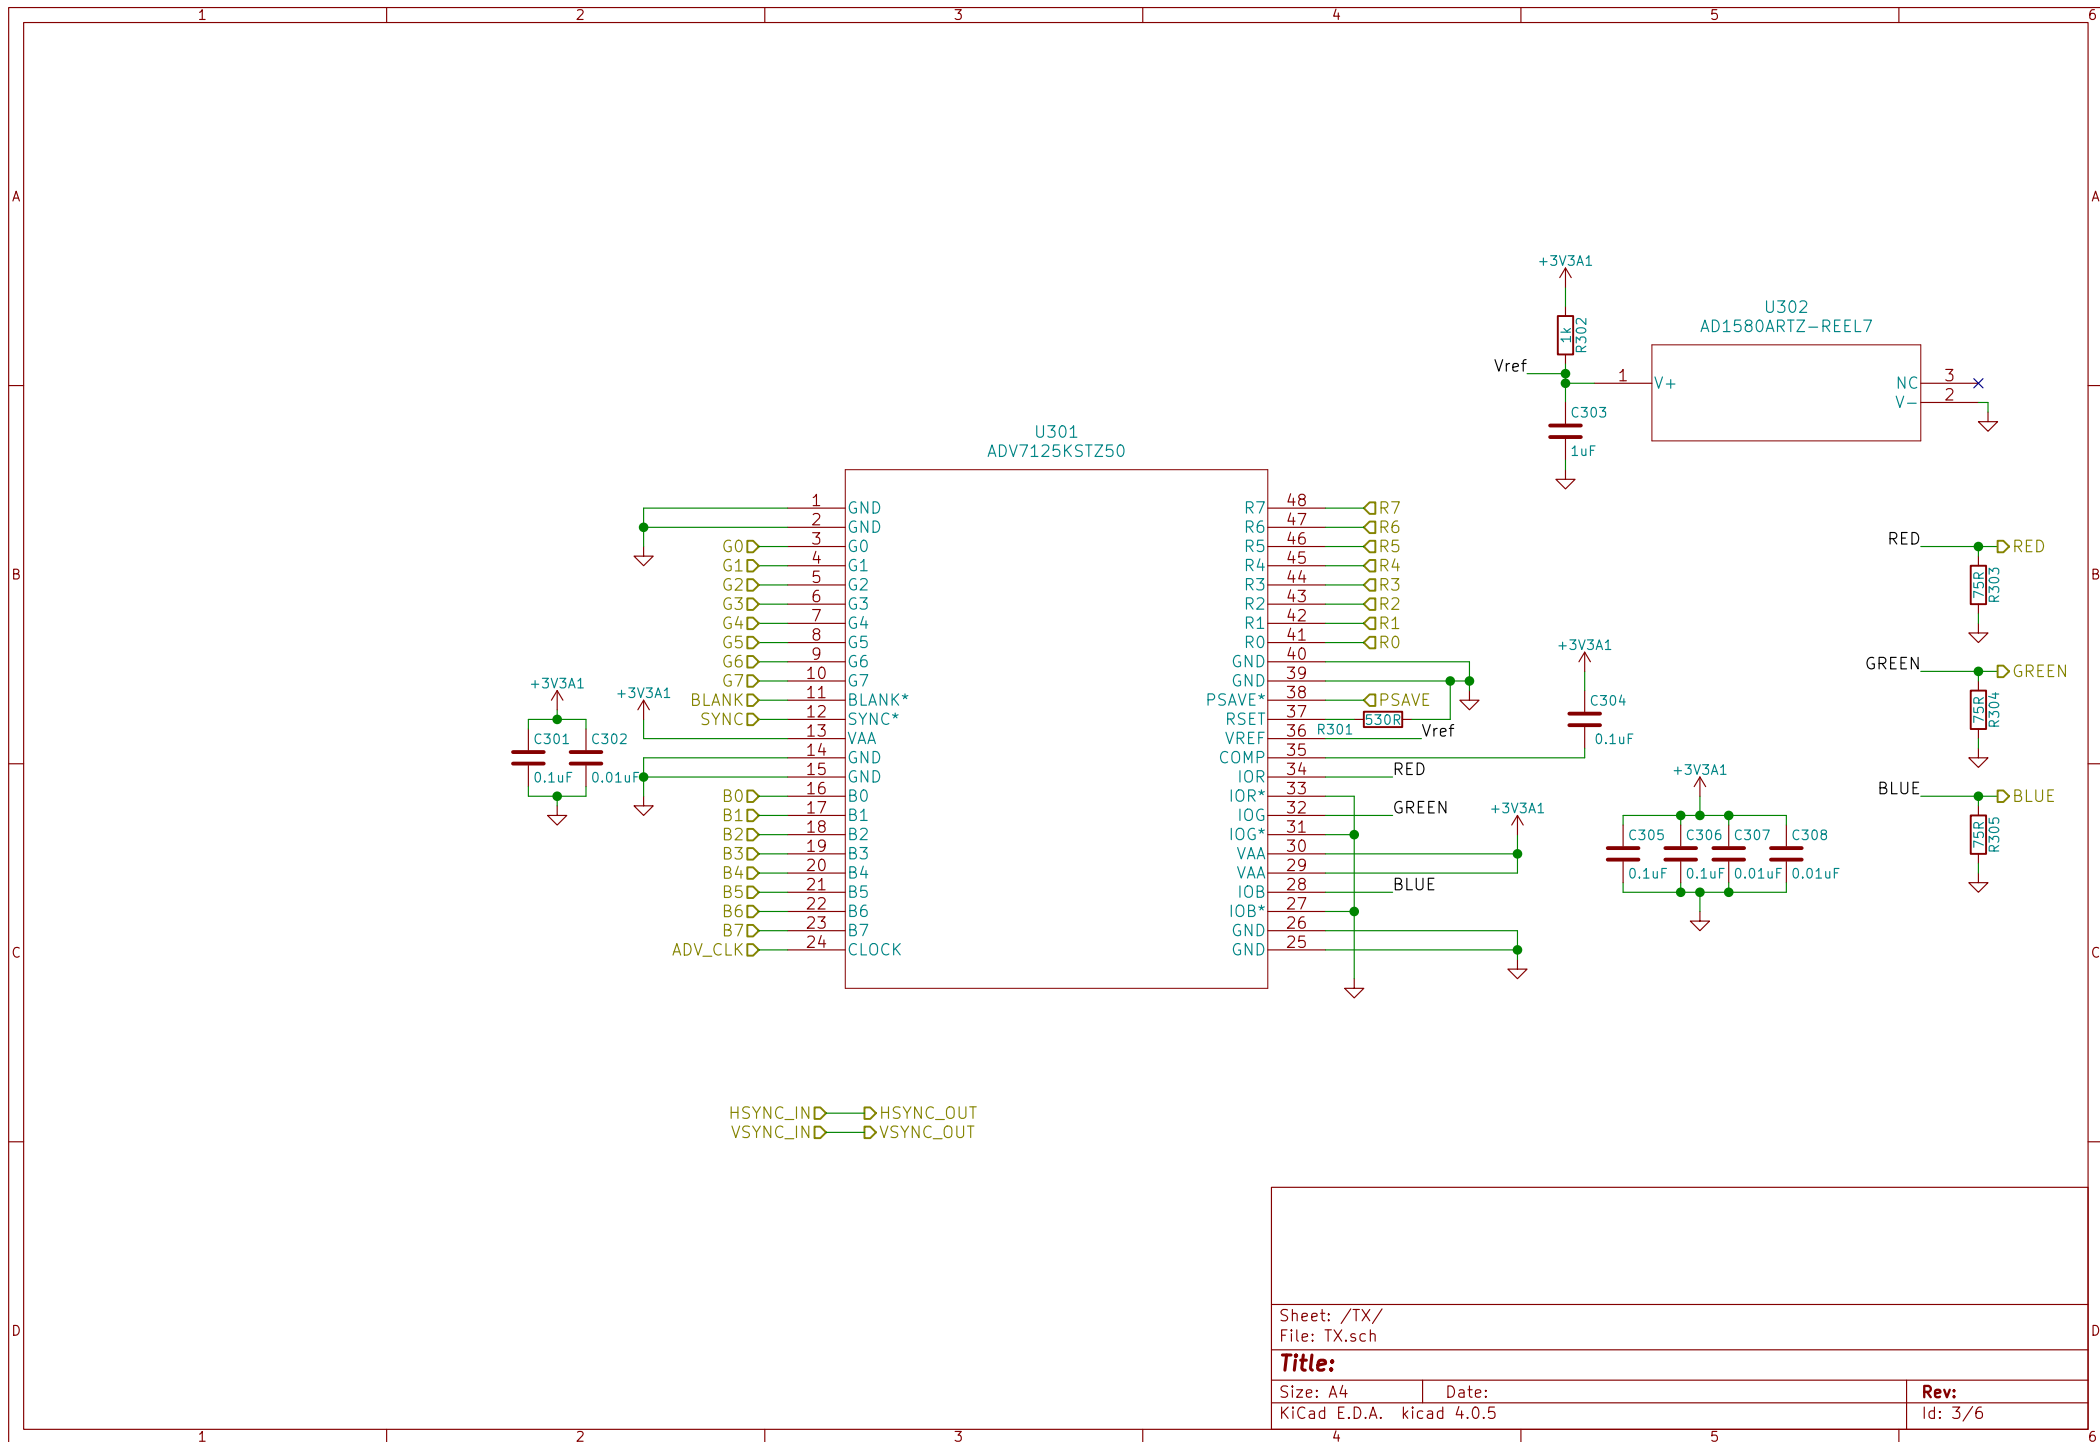 1 2 3 4 5 6
A A
+3V3A1
1k
R302
U302
AD1580ARTZ-REEL7
Vref
1 V+
NC 3
V- 2
C303
1uF
B B
U301
ADV7125KSTZ50
1 GND
2 GND
G0 3 G0
G1 4 G1
G2 5 G2
G3 6 G3
G4 7 G4
G5 8 G5
G6 9 G6
G7 10 G7
BLANK 11 BLANK*
SYNC 12 SYNC*
13 VAA
14 GND
15 GND
B0 16 B0
B1 17 B1
B2 18 B2
B3 19 B3
B4 20 B4
B5 21 B5
B6 22 B6
B7 23 B7
ADV_CLK 24 CLOCK
R7 48 R7
R6 47 R6
R5 46 R5
R4 45 R4
R3 44 R3
R2 43 R2
R1 42 R1
R0 41 R0
GND 40
GND 39
PSAVE* 38 PSAVE
RSET 37 530R
R301
VREF 36 Vref
COMP 35
IOR 34 RED
IOR* 33
IOG 32 GREEN
IOG* 31
VAA 30
VAA 29
IOB 28 BLUE
IOB* 27
GND 26
GND 25
+3V3A1
C301 C302
0.1uF 0.01uF
+3V3A1
+3V3A1
C304
0.1uF
+3V3A1
+3V3A1
C305 C306 C307 C308
0.1uF 0.1uF 0.01uF 0.01uF
RED RED
75R
R303
GREEN GREEN
75R
R304
BLUE BLUE
75R
R305
C C
HSYNC_IN HSYNC_OUT
VSYNC_IN VSYNC_OUT
D D
Sheet: /TX/
File: TX.sch
Title:
Size: A4 Date: Rev:
KiCad E.D.A. kicad 4.0.5 Id: 3/6
1 2 3 4 5 6